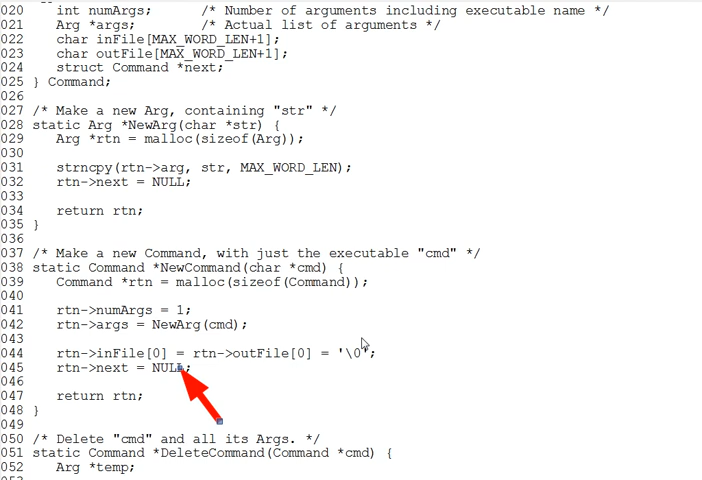 020    int numArgs;      /* Number of arguments including executable name */
021    Arg *args;        /* Actual list of arguments */
022    char inFile[MAX_WORD_LEN+1];
023    char outFile[MAX_WORD_LEN+1];
024    struct Command *next;
025 } Command;
026
027 /* Make a new Arg, containing "str" */
028 static Arg *NewArg(char *str) {
029    Arg *rtn = malloc(sizeof(Arg));
030
031    strncpy(rtn->arg, str, MAX_WORD_LEN);
032    rtn->next = NULL;
033
034    return rtn;
035 }
036
037 /* Make a new Command, with just the executable "cmd" */
038 static Command *NewCommand(char *cmd) {
039    Command *rtn = malloc(sizeof(Command));
040
041    rtn->numArgs = 1;
042    rtn->args = NewArg(cmd);
043
044    rtn->inFile[0] = rtn->outFile[0] = '\0';
045    rtn->next = NULL;
046
047    return rtn;
048 }
049
050 /* Delete "cmd" and all its Args. */
051 static Command *DeleteCommand(Command *cmd) {
052    Arg *temp;